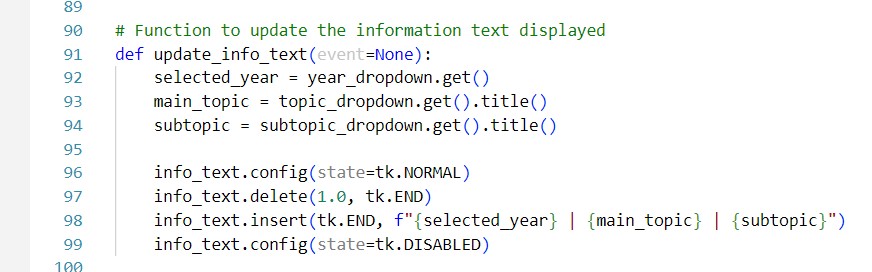 89
90 # Function to update the information text displayed
91 def update_info_text(event=None):
92     selected_year = year_dropdown.get()
93     main_topic = topic_dropdown.get().title()
94     subtopic = subtopic_dropdown.get().title()
95
96     info_text.config(state=tk.NORMAL)
97     info_text.delete(1.0, tk.END)
98     info_text.insert(tk.END, f"{selected_year} | {main_topic} | {subtopic}")
99     info_text.config(state=tk.DISABLED)
100